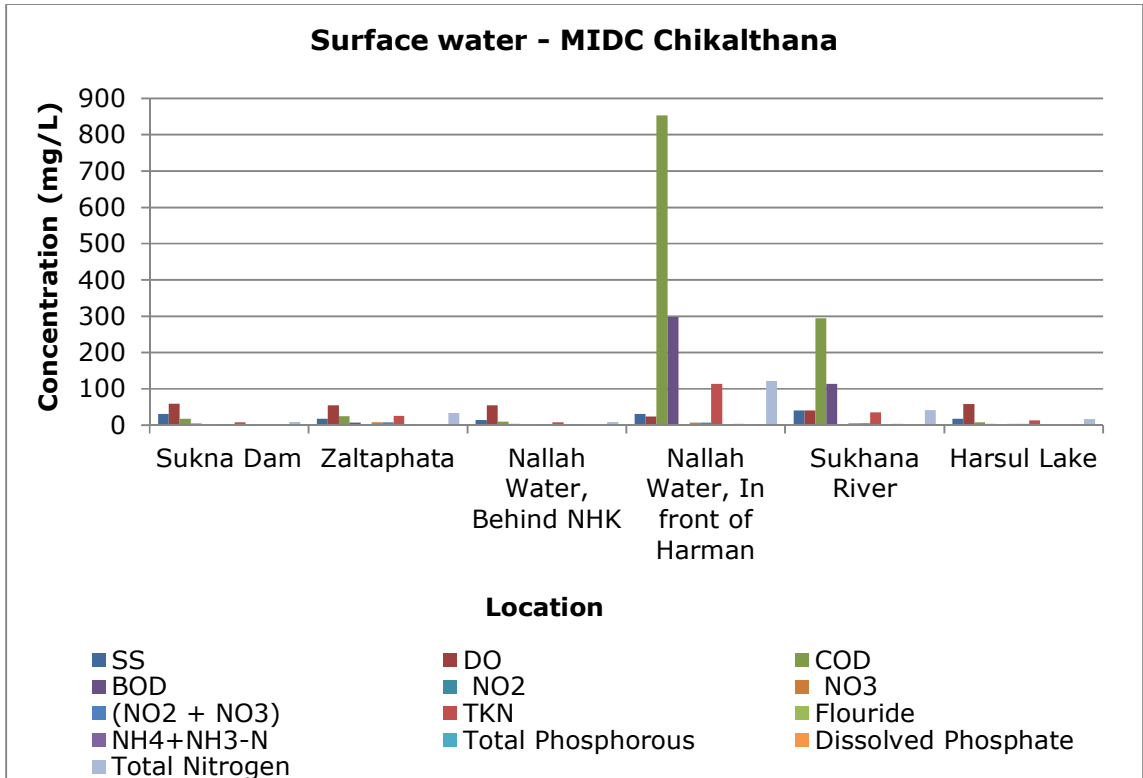 Surface water - MIDC Chikalthana
Concentration (mg/L)
900
800
700
600
500
400
300
200
100
0
Sukna Dam
Zaltaphata
Nallah
Water,
Behind NHK
Nallah
Water, In
front of
Harman
Sukhana
River
Harsul Lake
Location
SS
DO
COD
BOD
NO2
NO3
(NO2 + NO3)
TKN
Flouride
NH4+NH3-N
Total Phosphorous
Dissolved Phosphate
Total Nitrogen